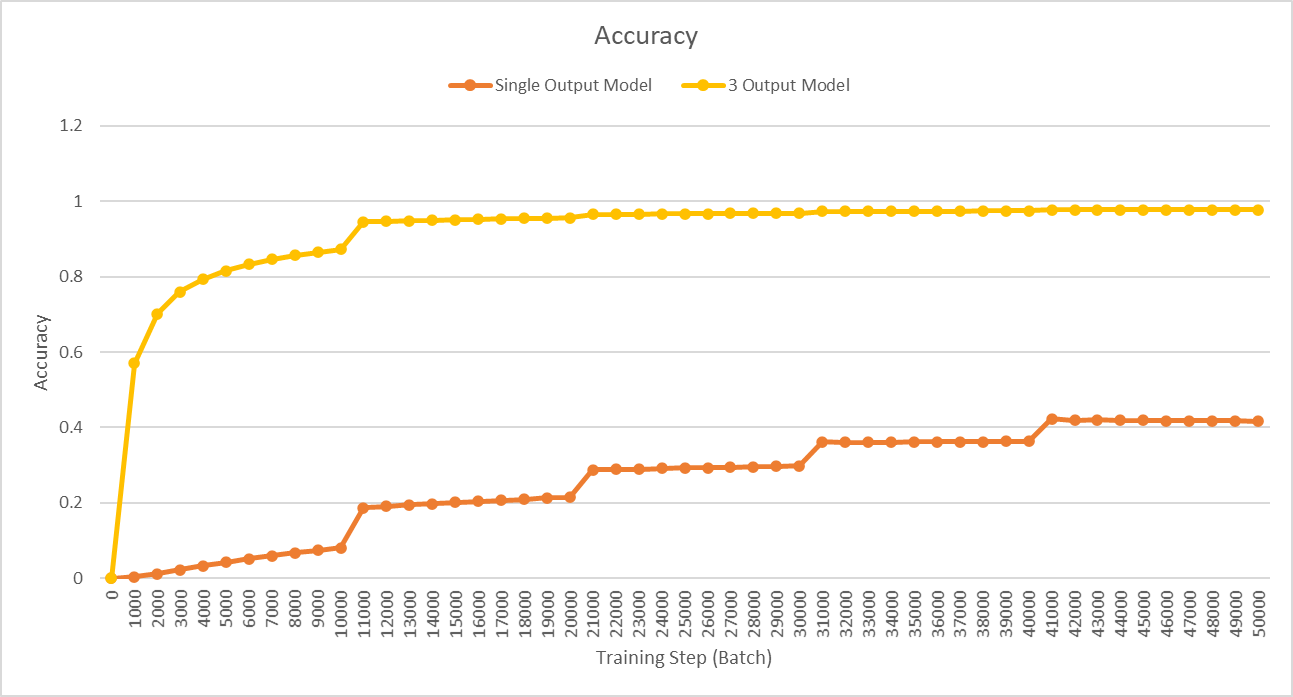 Accuracy
Single Output Model 3 Output Model
1.2
1
0.8
0.6
0.4
0.2
0
Accuracy
0 1000 2000 3000 4000 5000 6000 7000 8000 9000 10000 11000 12000 13000 14000 15000 16000 17000 18000 19000 20000 21000 22000 23000 24000 25000 26000 27000 28000 29000 30000 31000 32000 33000 34000 35000 36000 37000 38000 39000 40000 41000 42000 43000 44000 45000 46000 47000 48000 49000 50000
Training Step (Batch)